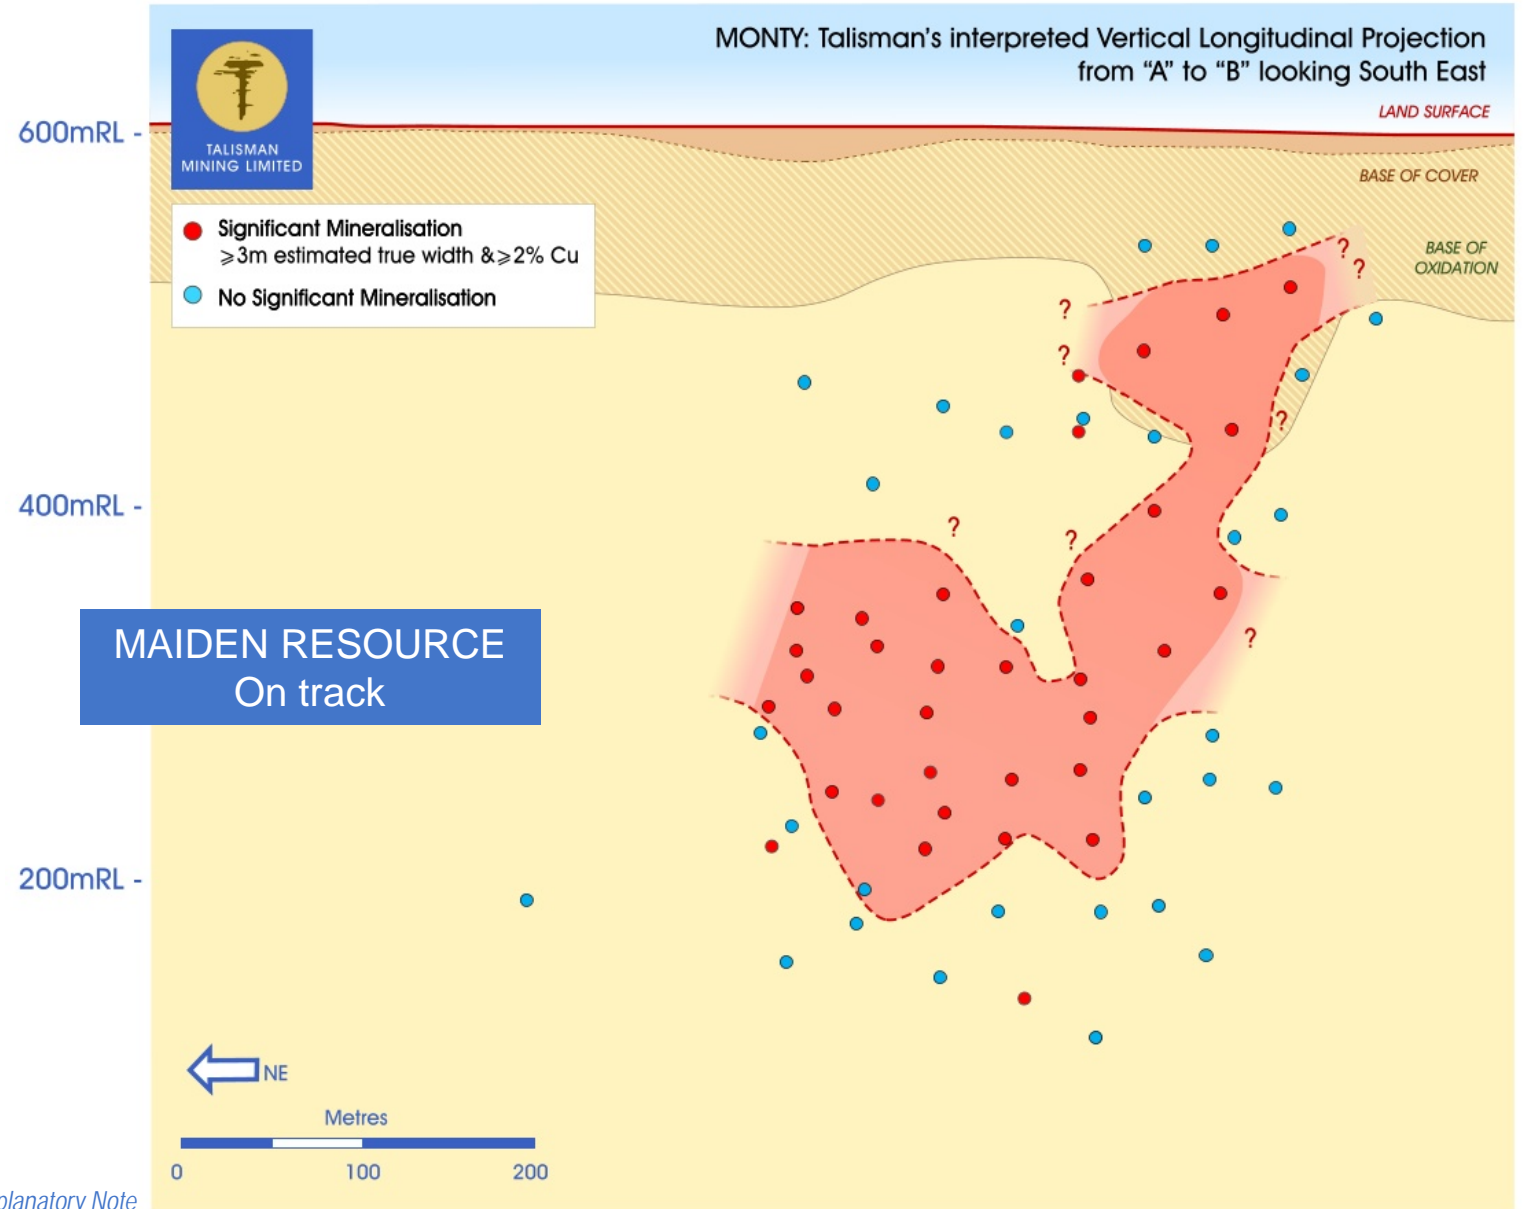 MONTY: Talisman's interpreted Vertical Longitudinal Projection
from "A" to "B" looking South East
LAND SURFACE
600mRL -
TALISMAN
MINING LIMITED
BASE OF COVER
Significant Mineralisation
⩾3m estimated true width &⩾2% Cu
No Significant Mineralisation
BASE OF
OXIDATION
?
?
?
?
?
400mRL -
?
?
MAIDEN RESOURCE
On track
?
200mRL -
NE
Metres
0 100 200
planatory Note